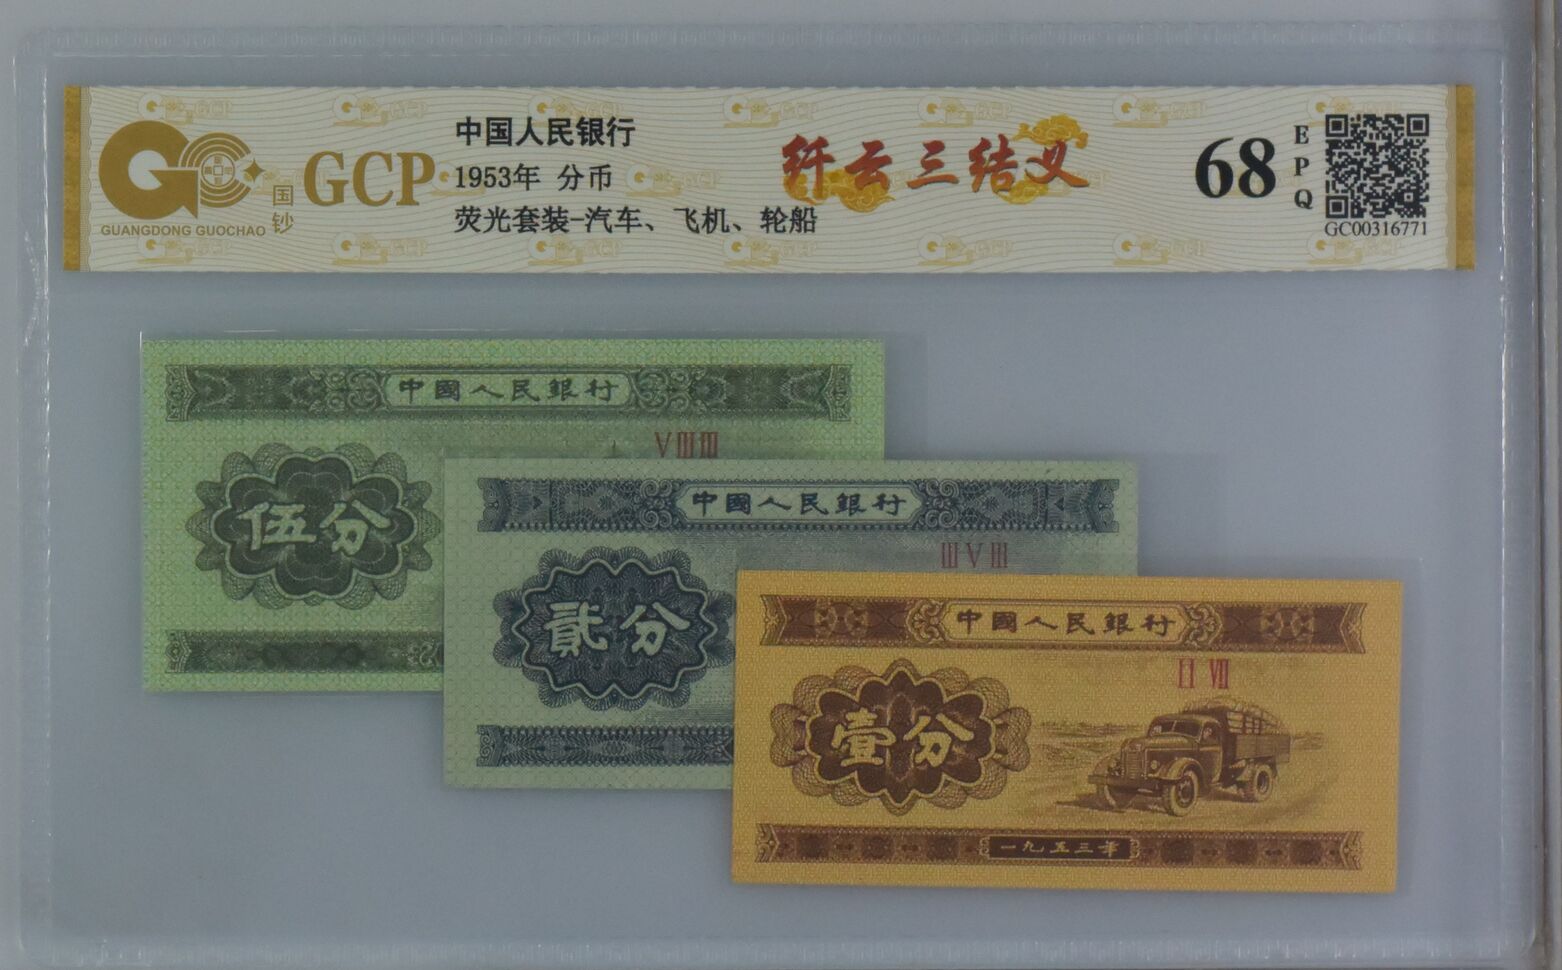 GCP
国钞
GUANGDONG GUOCHAO
中国人民银行
1953年 分币
荧光套装-汽车、飞机、轮船
纤云三结义
68
EPQ
GC00316771
中國人民銀行
VⅢⅢ
伍分
中國人民銀行
ⅢVⅢ
貳分
中國人民銀行
ⅡⅦ
壹分
一九五三年